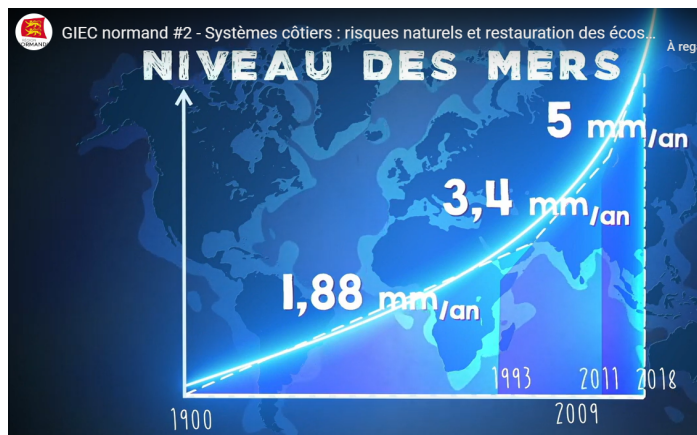 GIEC normand #2 - Systèmes côtiers : risques naturels et restauration des écos...
À reg
NIVEAU DES MERS
5 mm/an
3,4 mm/an
1,88 mm/an
1993
2011
2018
1900
2009